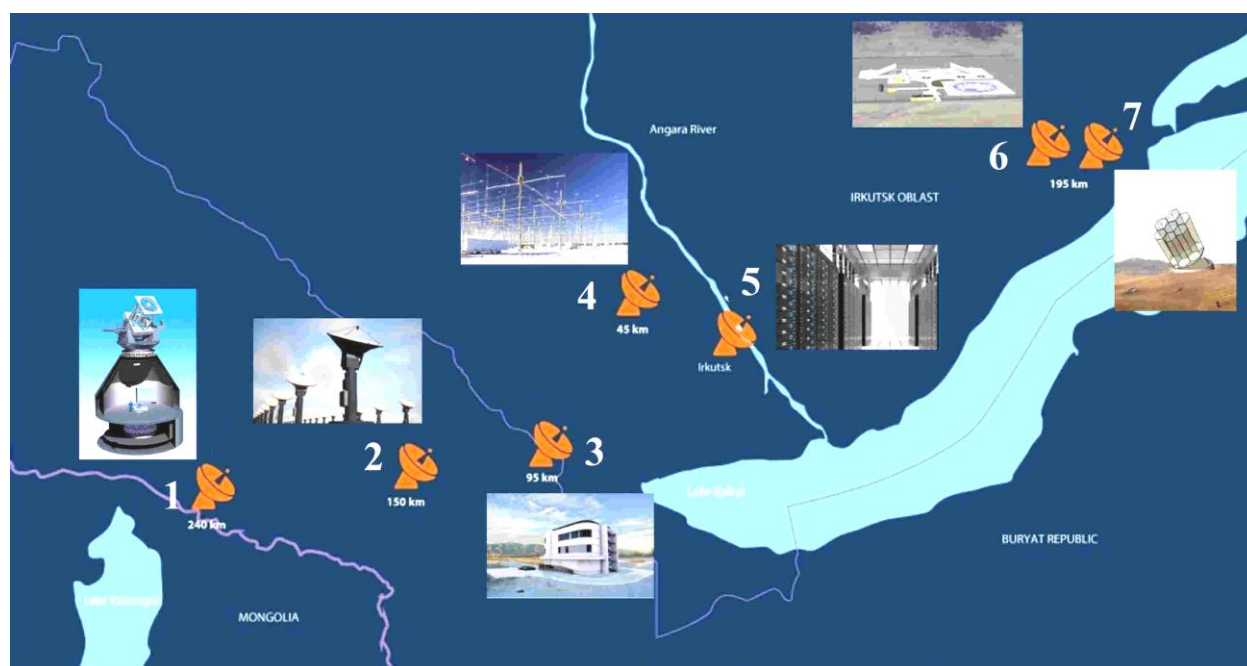 7
Angara River
6
195 km
IRKUTSK OBLAST
4
5
45 km
Irkutsk
2
3
1
150 km
95 km
240 km
Lake Baikal
BURYAT REPUBLIC
MONGOLIA